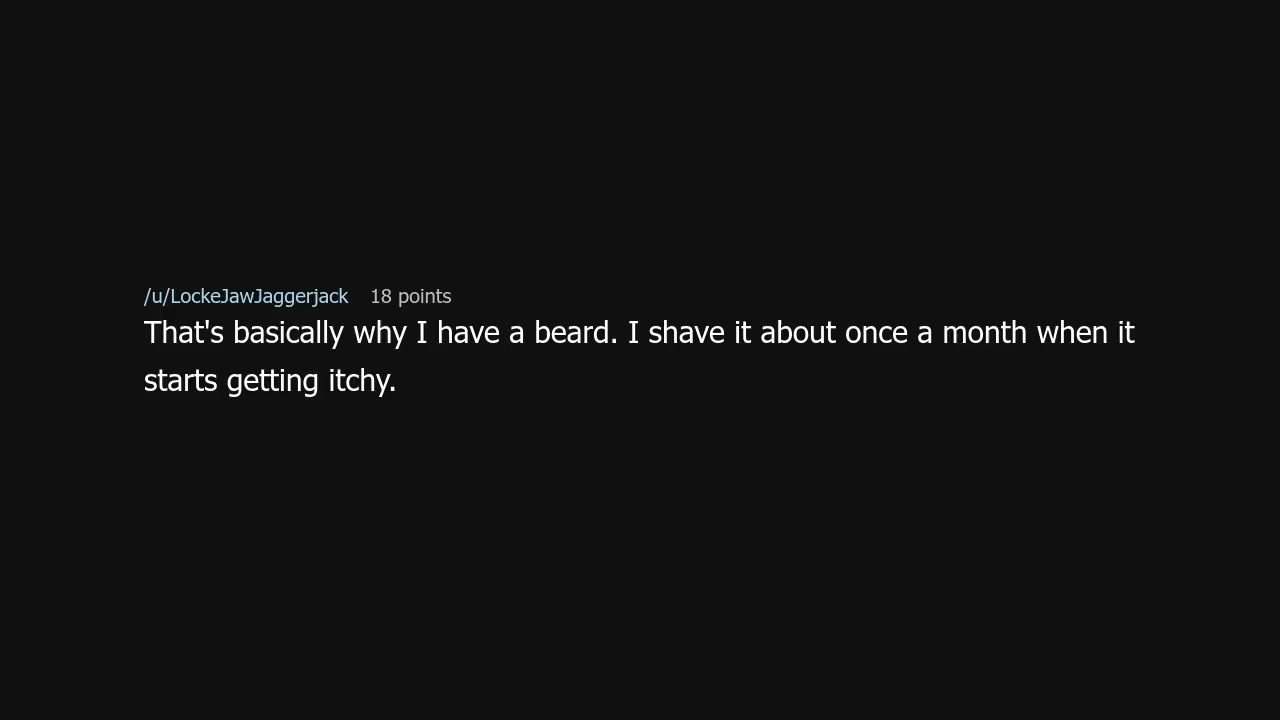 /u/LockeJawJaggerjack 18 points
That's basically why I have a beard. I shave it about once a month when it
starts getting itchy.